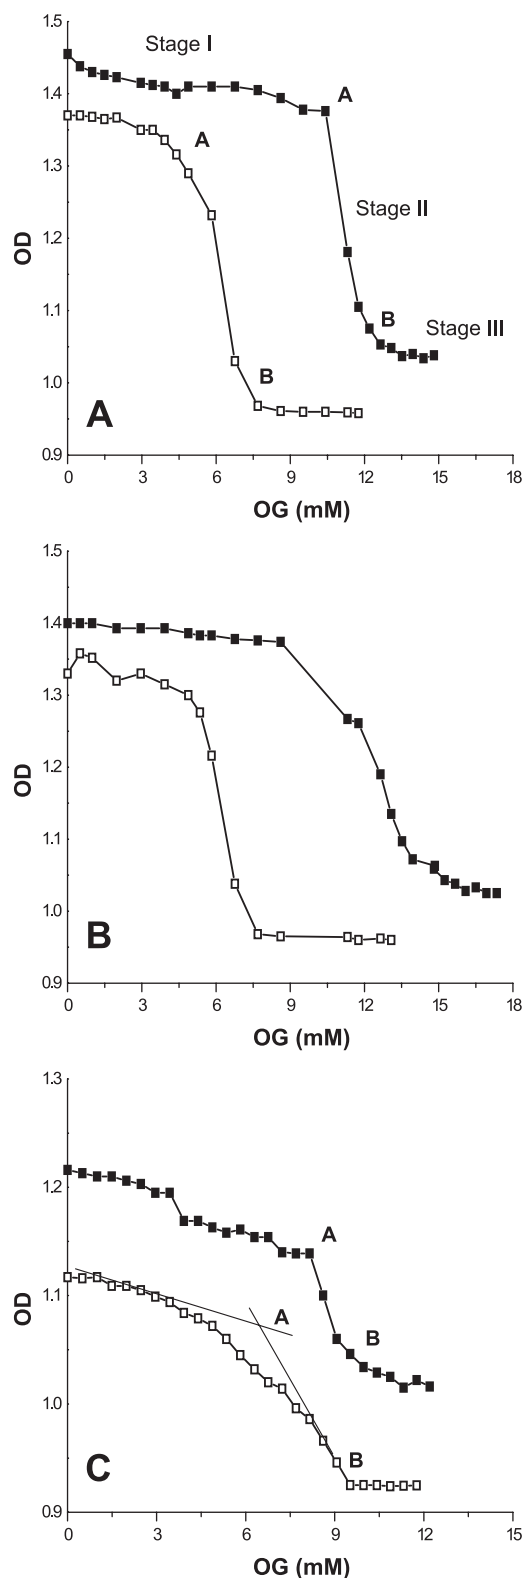 1.5
Stage I
1.4
A
A
1.3
Stage II
1.2
OD
1.1
B
Stage III
B
1.0
A
0.9
0 3 6 9 12 15 18
OG (mM)
1.5
1.4
1.3
1.2
OD
1.1
1.0
B
0.9
0 3 6 9 12 15 18
OG (mM)
1.3
1.2
A
1.1
A
OD
B
1.0
B
C
0.9
0 3 6 9 12 15
OG (mM)